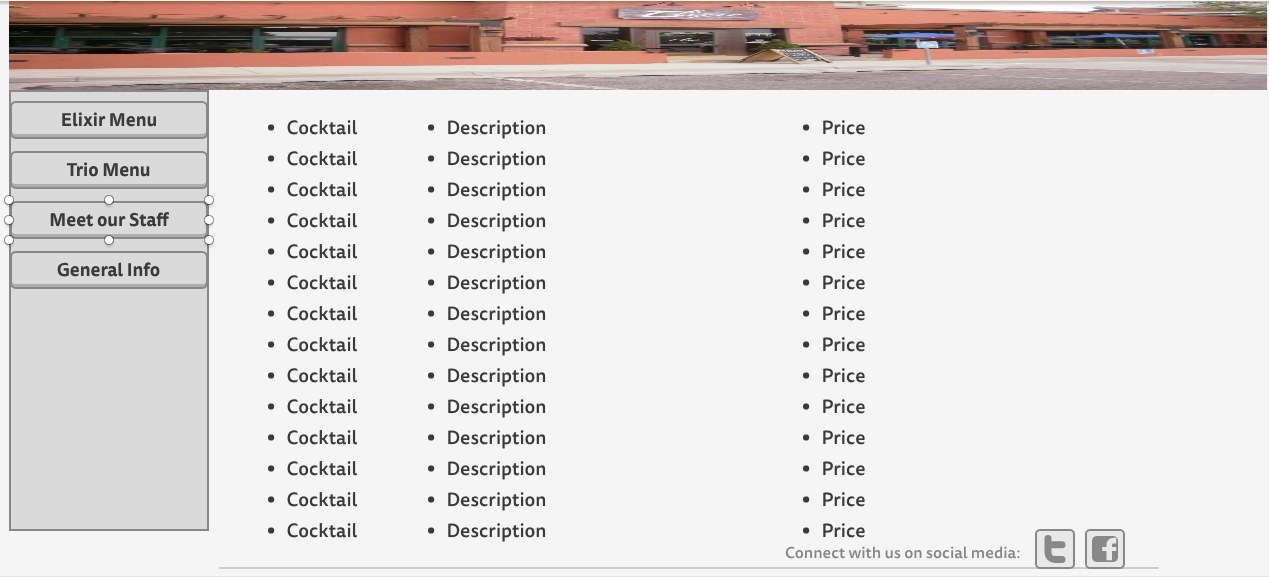 Elixir Menu
Trio Menu
Meet our Staff
General Info
• Cocktail • Description • Price
• Cocktail • Description • Price
• Cocktail • Description • Price
• Cocktail • Description • Price
• Cocktail • Description • Price
• Cocktail • Description • Price
• Cocktail • Description • Price
• Cocktail • Description • Price
• Cocktail • Description • Price
• Cocktail • Description • Price
• Cocktail • Description • Price
• Cocktail • Description • Price
• Cocktail • Description • Price
• Cocktail • Description • Price
Connect with us on social media: